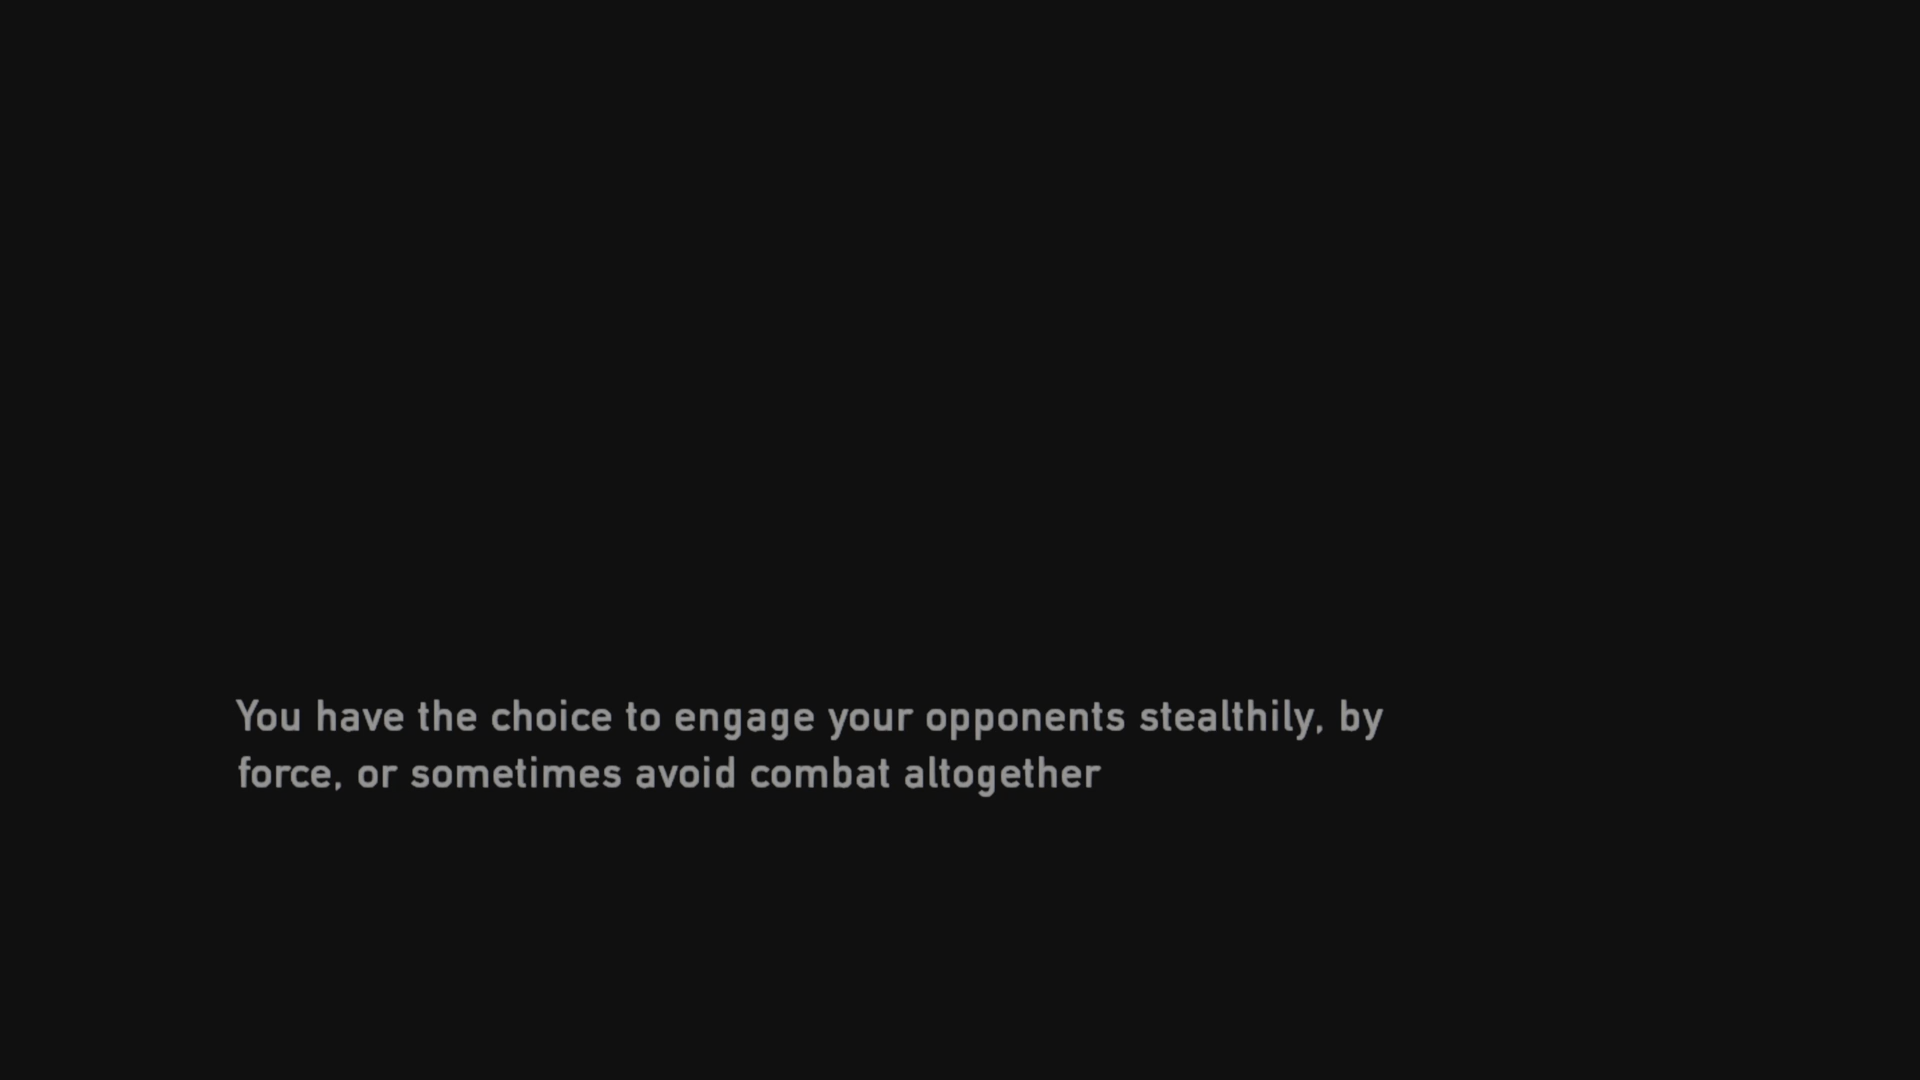 You have the choice to engage your opponents stealthily, by
force, or sometimes avoid combat altogether